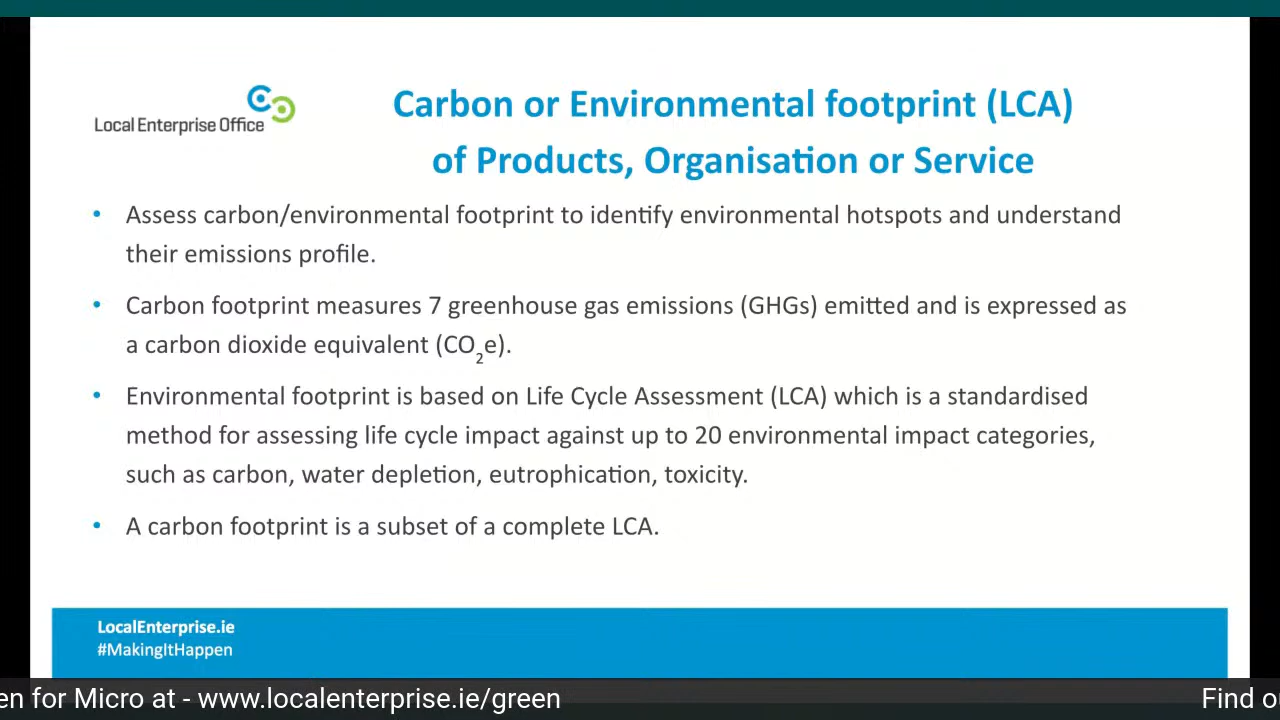 Local Enterprise Office
Carbon or Environmental footprint (LCA)
of Products, Organisation or Service
• Assess carbon/environmental footprint to identify environmental hotspots and understand
their emissions profile.
• Carbon footprint measures 7 greenhouse gas emissions (GHGs) emitted and is expressed as
a carbon dioxide equivalent (CO₂e).
• Environmental footprint is based on Life Cycle Assessment (LCA) which is a standardised
method for assessing life cycle impact against up to 20 environmental impact categories,
such as carbon, water depletion, eutrophication, toxicity.
• A carbon footprint is a subset of a complete LCA.
LocalEnterprise.ie
#MakingItHappen
en for Micro at - www.localenterprise.ie/green Find o